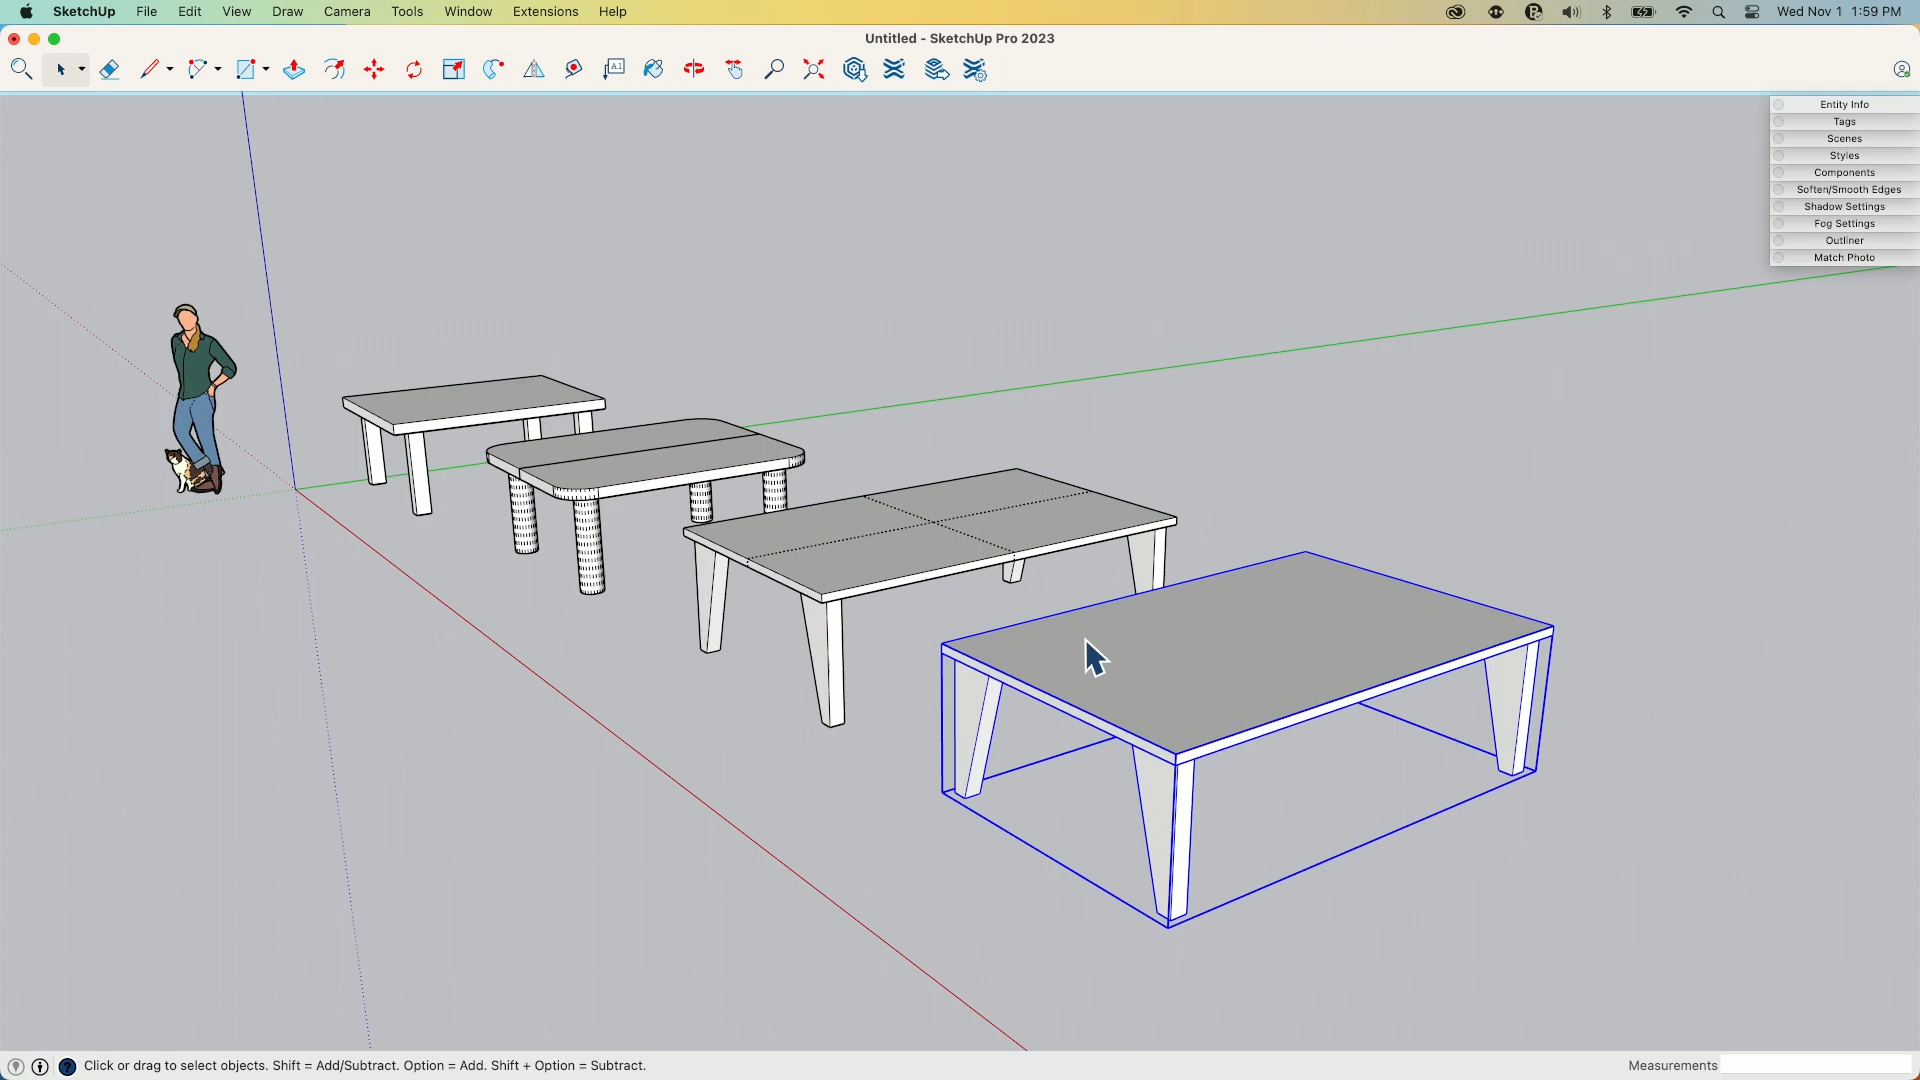 SketchUp File Edit View Draw Camera Tools Window Extensions Help Wed Nov 1 1:59 PM
Untitled - SketchUp Pro 2023
A1
Entity Info
Tags
Scenes
Styles
Components
Soften/Smooth Edges
Shadow Settings
Fog Settings
Outliner
Match Photo
Click or drag to select objects. Shift = Add/Subtract. Option = Add. Shift + Option = Subtract. Measurements